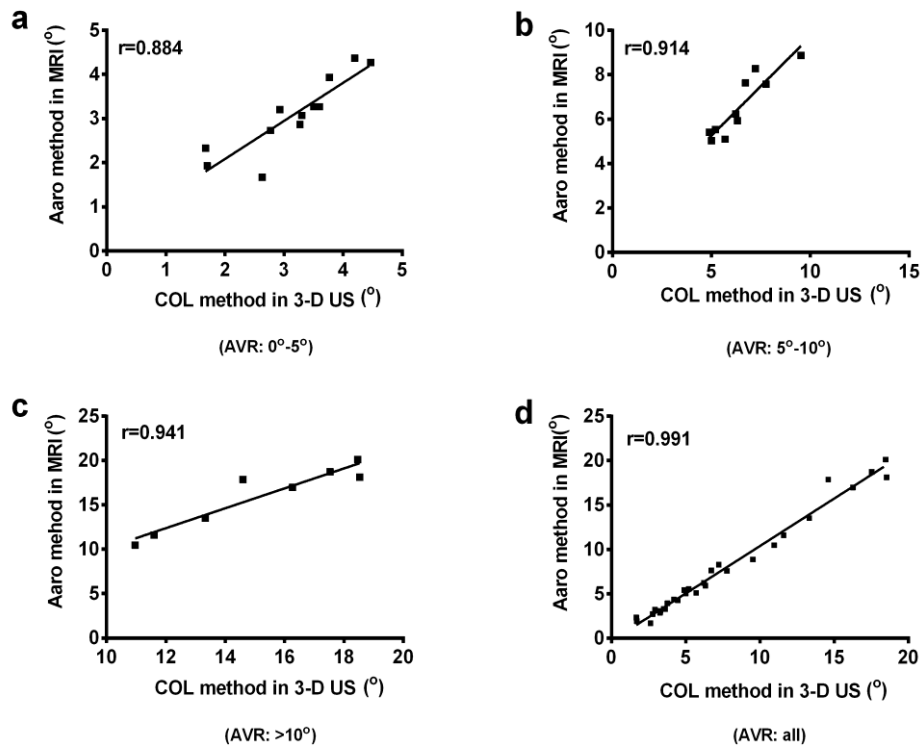 a
r=0.884
Aaro method in MRI (°)
5
4
3
2
1
0
0 1 2 3 4 5
COL method in 3-D US (°)
(AVR: 0°-5°)
b
r=0.914
Aaro mehod in MRI (°)
10
8
6
4
2
0
0 5 10 15
COL method in 3-D US (°)
(AVR: 5°-10°)
c
r=0.941
Aaro mehod in MRI (°)
25
20
15
10
5
0
10 12 14 16 18 20
COL method in 3-D US (°)
(AVR: >10°)
d
r=0.991
Aaro method in MRI(°)
25
20
15
10
5
0
0 5 10 15 20
COL method in 3-D US (°)
(AVR: all)